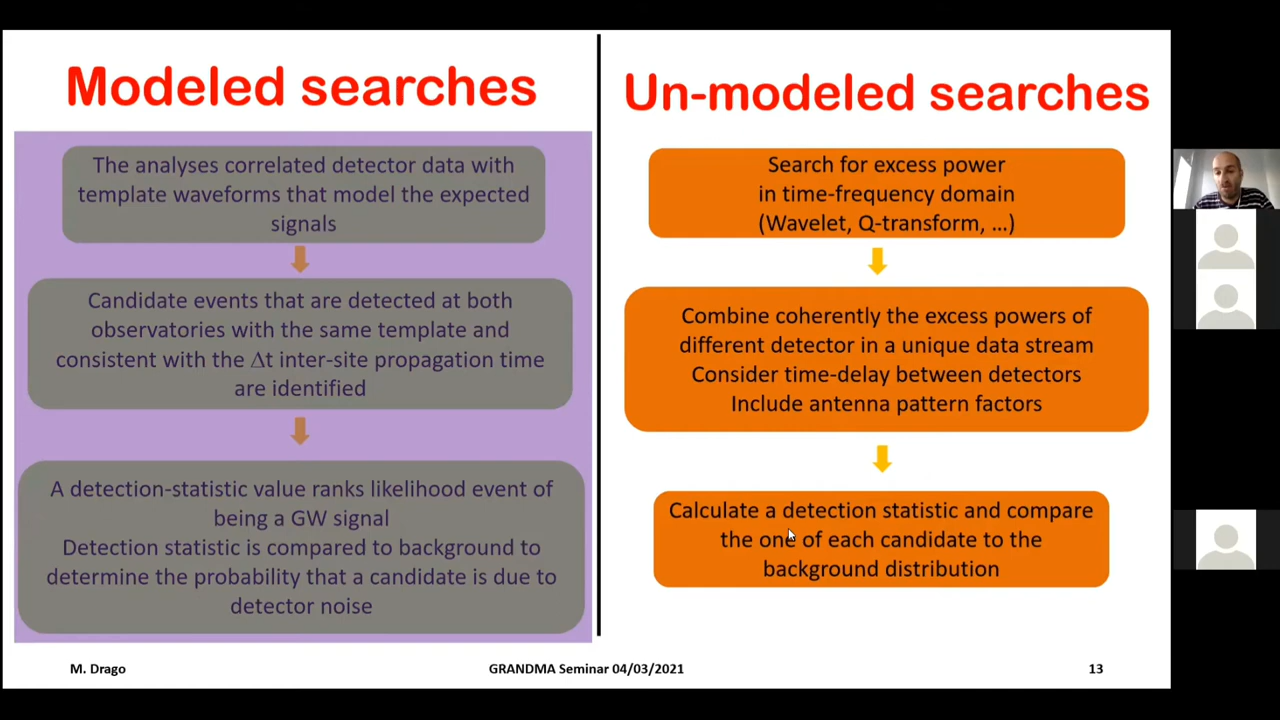 Modeled searches
The analyses correlated detector data with
template waveforms that model the expected
signals
Candidate events that are detected at both
observatories with the same template and
consistent with the Δt inter-site propagation time
are identified
A detection-statistic value ranks likelihood event of
being a GW signal
Detection statistic is compared to background to
determine the probability that a candidate is due to
detector noise
Un-modeled searches
Search for excess power
in time-frequency domain
(Wavelet, Q-transform, ...)
Combine coherently the excess powers of
different detector in a unique data stream
Consider time-delay between detectors
Include antenna pattern factors
Calculate a detection statistic and compare
the one of each candidate to the
background distribution
M. Drago
GRANDMA Seminar 04/03/2021
13